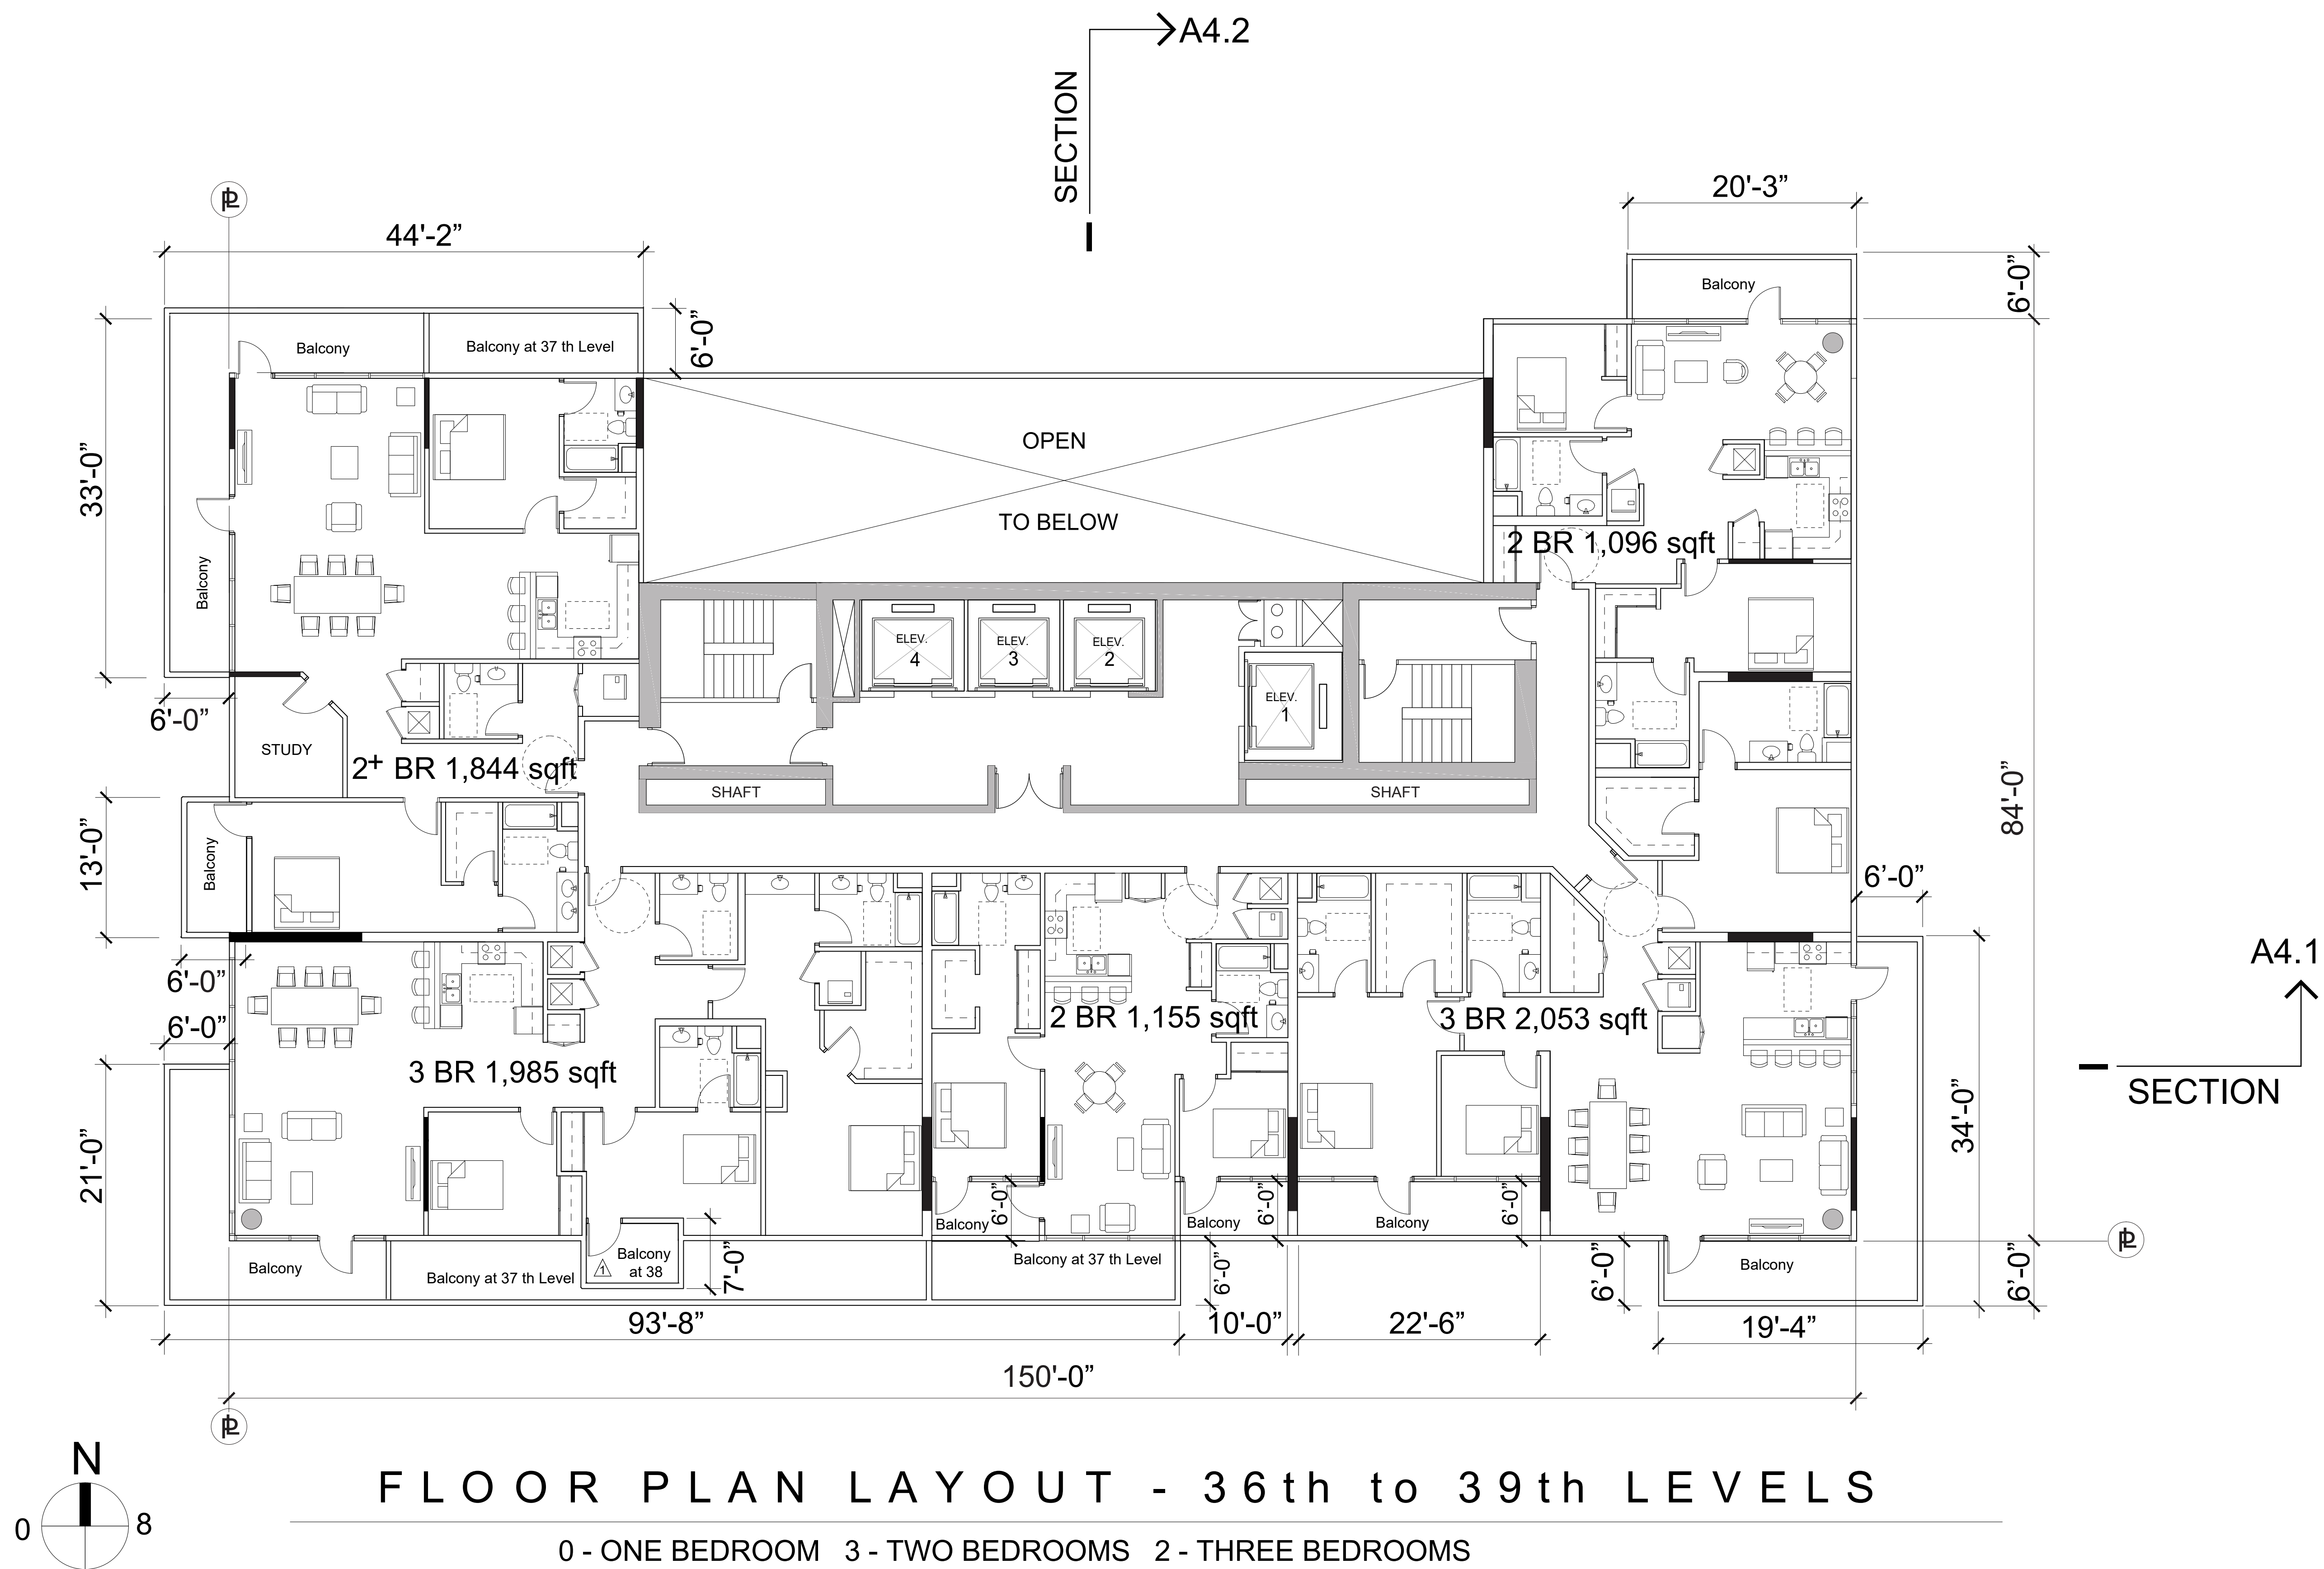 A4.2
SECTION
PL
20'-3”
44'-2”
6'-0”
6'-0”
Balcony
Balcony
Balcony at 37 th Level
33'-0”
OPEN
TO BELOW
2 BR 1,096 sqft
Balcony
ELEV.
4
ELEV.
3
ELEV.
2
ELEV.
1
6'-0”
STUDY
2+ BR 1,844 sqft
SHAFT
SHAFT
84'-0”
13'-0”
Balcony
6’-0”
A4.1
6'-0”
6'-0”
2 BR 1,155 sqft
3 BR 2,053 sqft
3 BR 1,985 sqft
SECTION
34'-0”
21'-0”
6'-0”
6'-0”
6'-0”
Balcony
Balcony
Balcony
PL
Balcony
Balcony at 37 th Level
1
Balcony
at 38
7'-0”
Balcony at 37 th Level
6’-0”
6’-0”
Balcony
6’-0”
93'-8”
10'-0”
22'-6”
19'-4”
150'-0”
PL
N
0
8
FLOOR PLAN LAYOUT - 36th to 39th LEVELS
0 - ONE BEDROOM 3 - TWO BEDROOMS 2 - THREE BEDROOMS